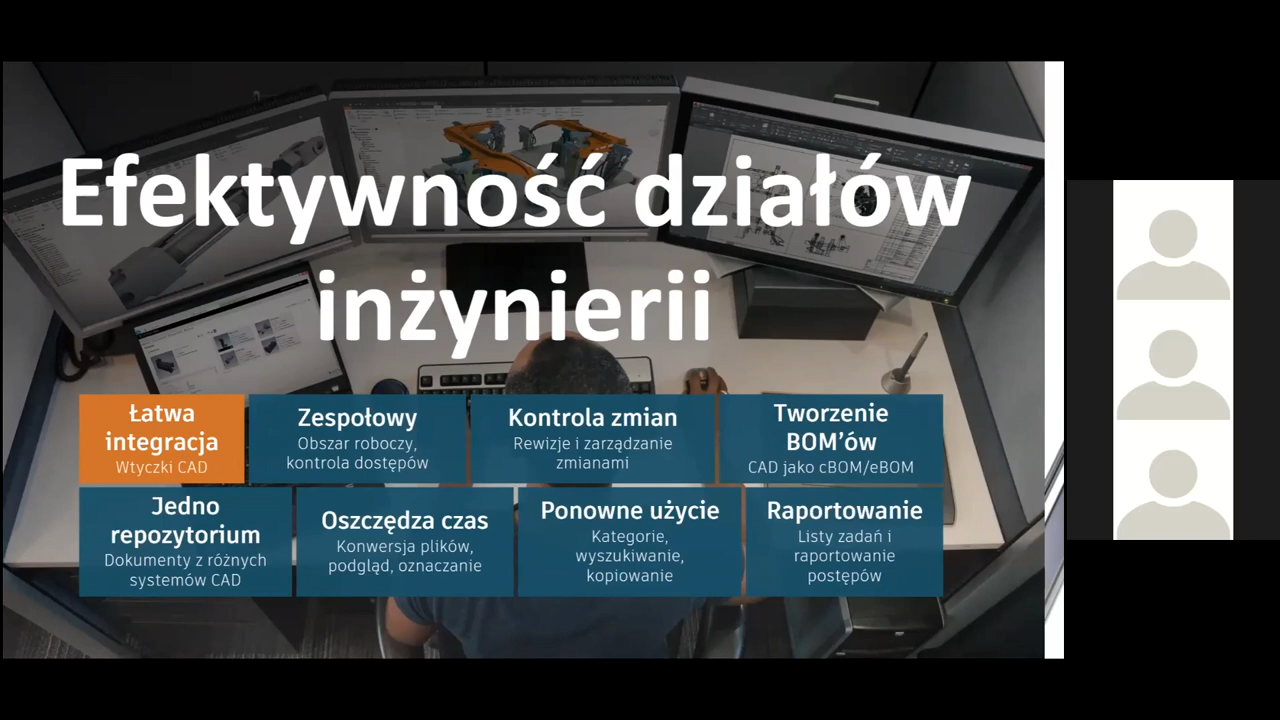 Efektywność działów
inżynierii
Łatwa
integracja
Wtyczki CAD
Zespołowy
Obszar roboczy,
kontrola dostępów
Kontrola zmian
Rewizje i zarządzanie
zmianami
Tworzenie
BOM’ów
CAD jako cBOM/eBOM
Jedno
repozytorium
Dokumenty z różnych
systemów CAD
Oszczędza czas
Konwersja plików,
podgląd, oznaczanie
Ponowne użycie
Kategorie,
wyszukiwanie,
kopiowanie
Raportowanie
Listy zadań i
raportowanie
postępów